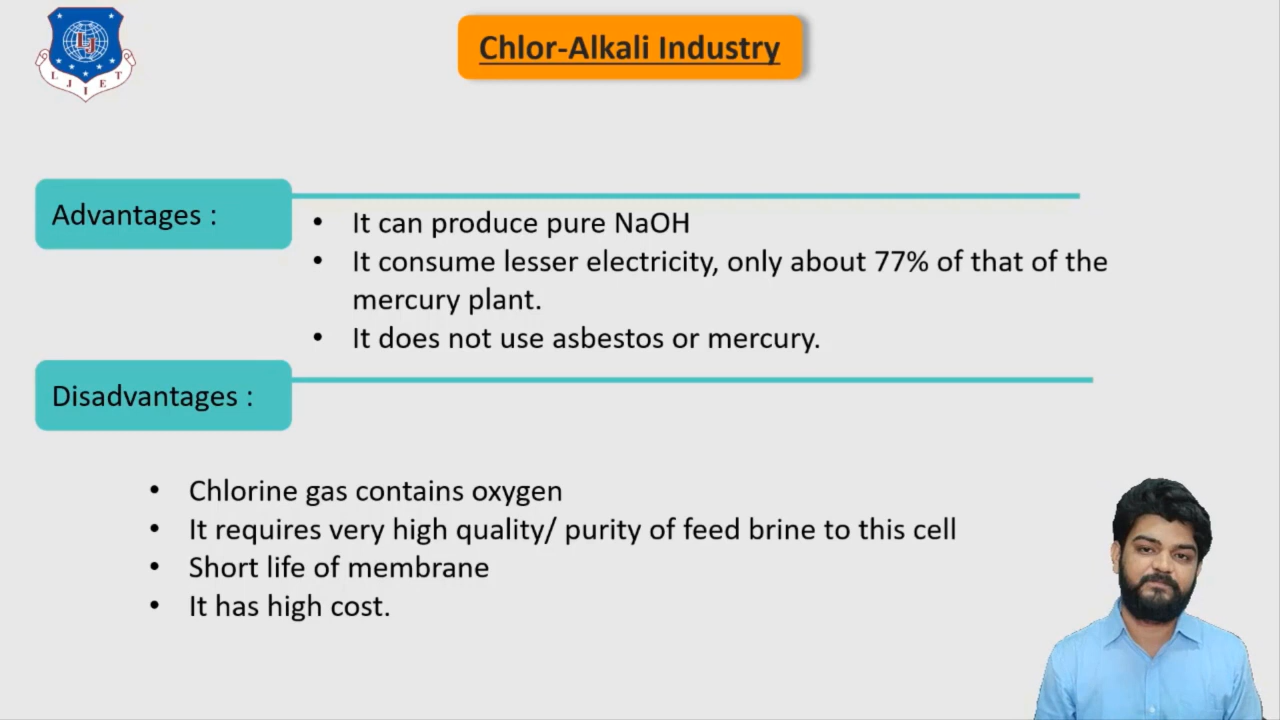 L J I E T
Chlor-Alkali Industry
Advantages :
• It can produce pure NaOH
• It consume lesser electricity, only about 77% of that of the
mercury plant.
• It does not use asbestos or mercury.
Disadvantages :
• Chlorine gas contains oxygen
• It requires very high quality/ purity of feed brine to this cell
• Short life of membrane
• It has high cost.